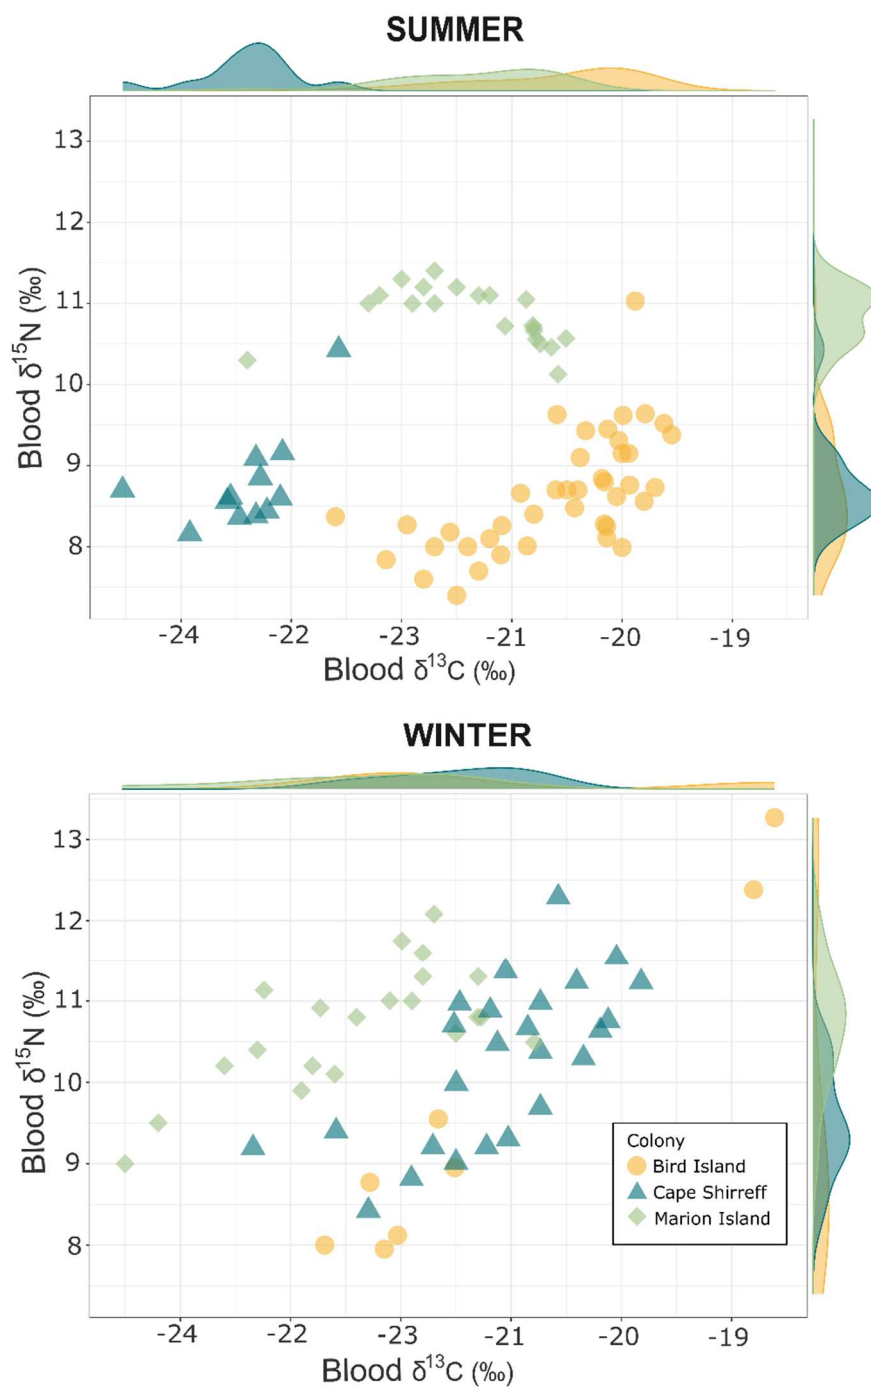 SUMMER
13
12
11
10
9
8
Blood δ¹⁵N (‰)
-24 -22 -23 -21 -20 -19
Blood δ¹³C (‰)
WINTER
13
12
11
10
9
8
Blood δ¹⁵N (‰)
Colony
Bird Island
Cape Shirreff
Marion Island
-24 -22 -23 -21 -20 -19
Blood δ¹³C (‰)